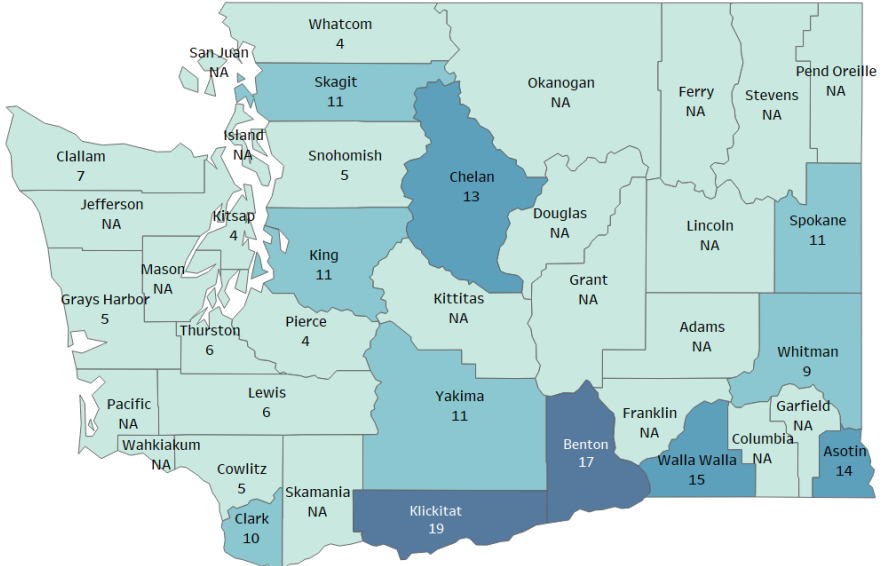 Whatcom
4
San Juan
NA
Skagit
11
Okanogan
NA
Ferry
NA
Stevens
NA
Pend Oreille
NA
Island
NA
Clallam
7
Snohomish
5
Chelan
13
Jefferson
NA
Kitsap
4
Douglas
NA
Lincoln
NA
Spokane
11
King
11
Mason
NA
Grant
NA
Grays Harbor
5
Kittitas
NA
Thurston
6
Pierce
4
Adams
NA
Whitman
9
Lewis
6
Yakima
11
Pacific
NA
Franklin
NA
Garfield
NA
Wahkiakum
NA
Benton
17
Columbia
NA
Asotin
14
Walla Walla
15
Cowlitz
5
Skamania
NA
Klickitat
19
Clark
10